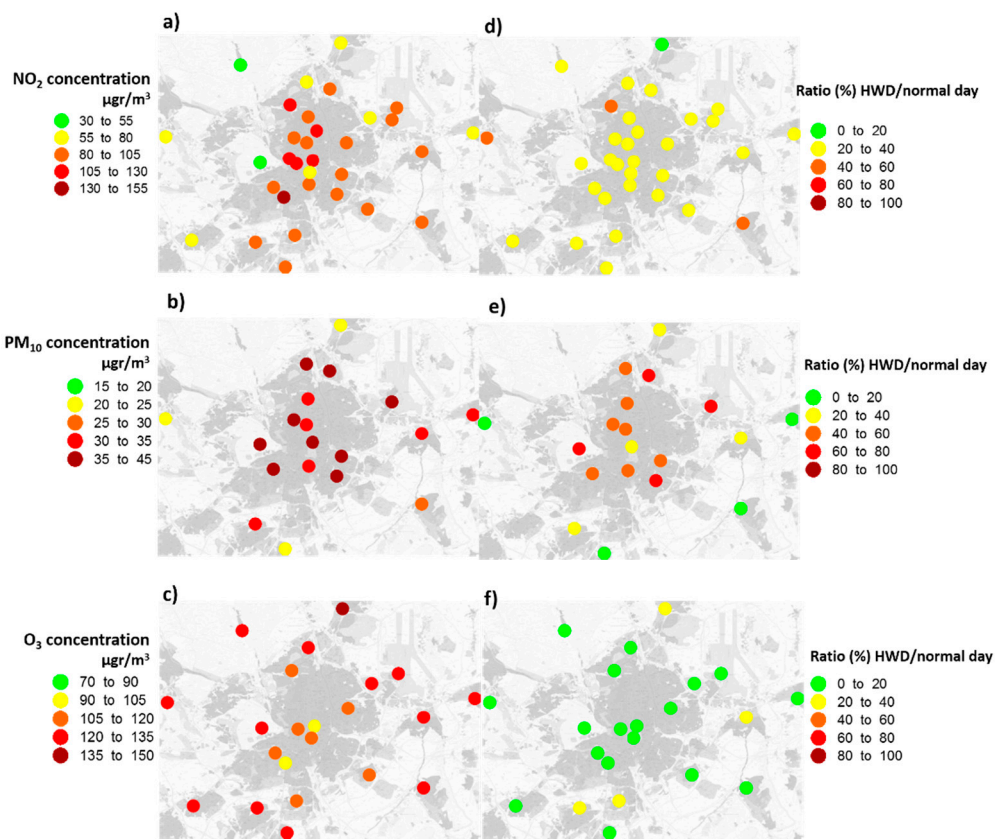 a)
NO₂ concentration
µgr/m³
30 to 55
55 to 80
80 to 105
105 to 130
130 to 155
d)
Ratio (%) HWD/normal day
0 to 20
20 to 40
40 to 60
60 to 80
80 to 100
b)
PM₁₀ concentration
µgr/m³
15 to 20
20 to 25
25 to 30
30 to 35
35 to 45
e)
Ratio (%) HWD/normal day
0 to 20
20 to 40
40 to 60
60 to 80
80 to 100
c)
O₃ concentration
µgr/m³
70 to 90
90 to 105
105 to 120
120 to 135
135 to 150
f)
Ratio (%) HWD/normal day
0 to 20
20 to 40
40 to 60
60 to 80
80 to 100